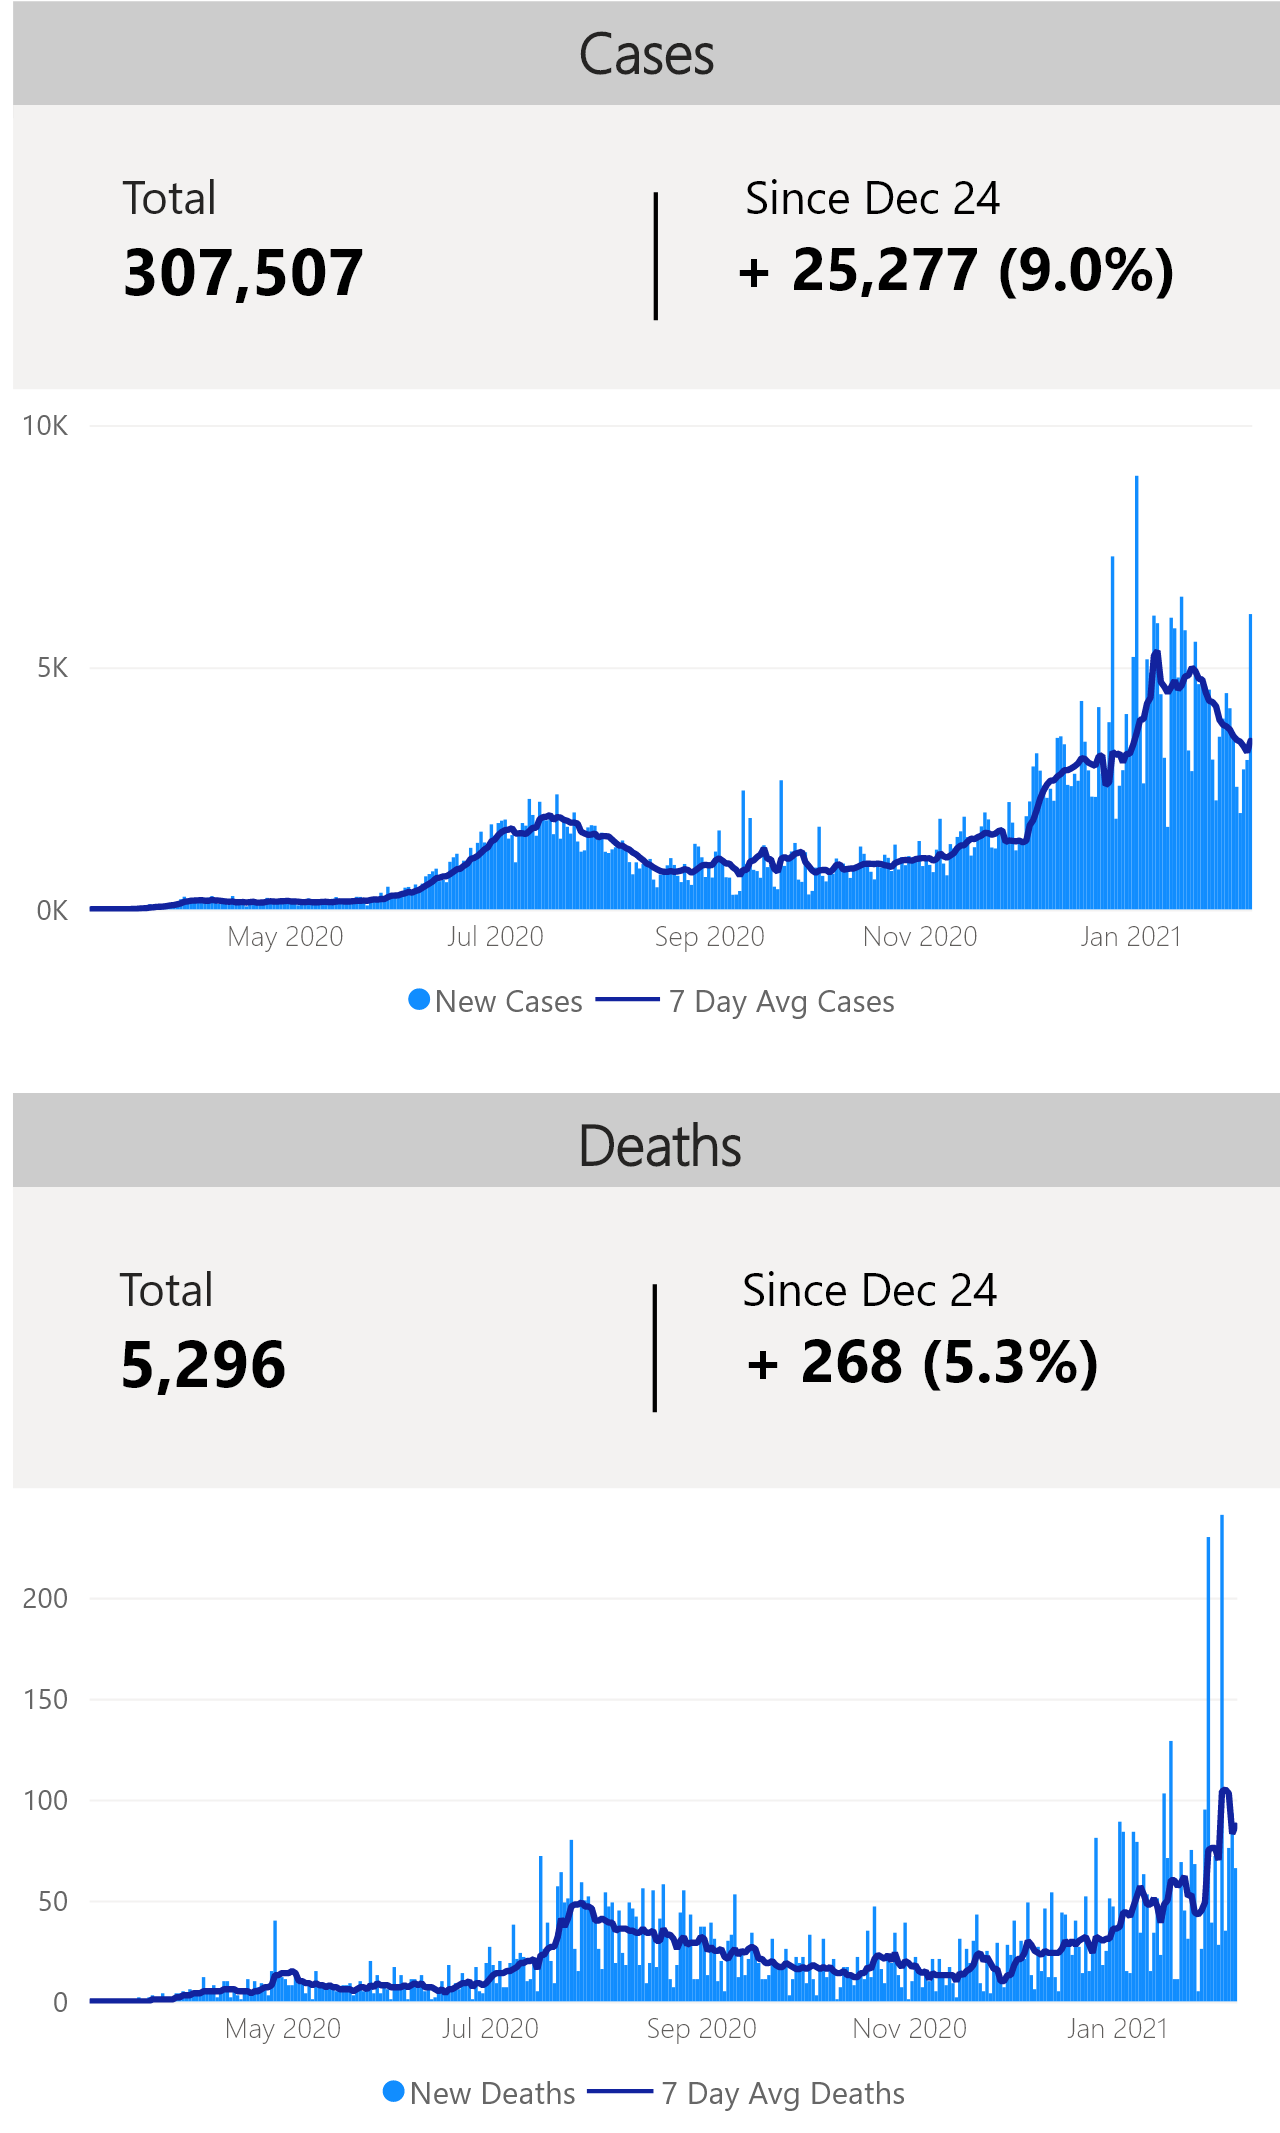 Cases
Total
Since Dec 24
307,507
+ 25,277 (9.0%)
10K
5K
0K
May 2020
Jul 2020
Sep 2020
Nov 2020
Jan 2021
New Cases
7 Day Avg Cases
Deaths
Total
Since Dec 24
5,296
+ 268 (5.3%)
200
150
100
50
0
May 2020
Jul 2020
Sep 2020
Nov 2020
Jan 2021
New Deaths
7 Day Avg Deaths